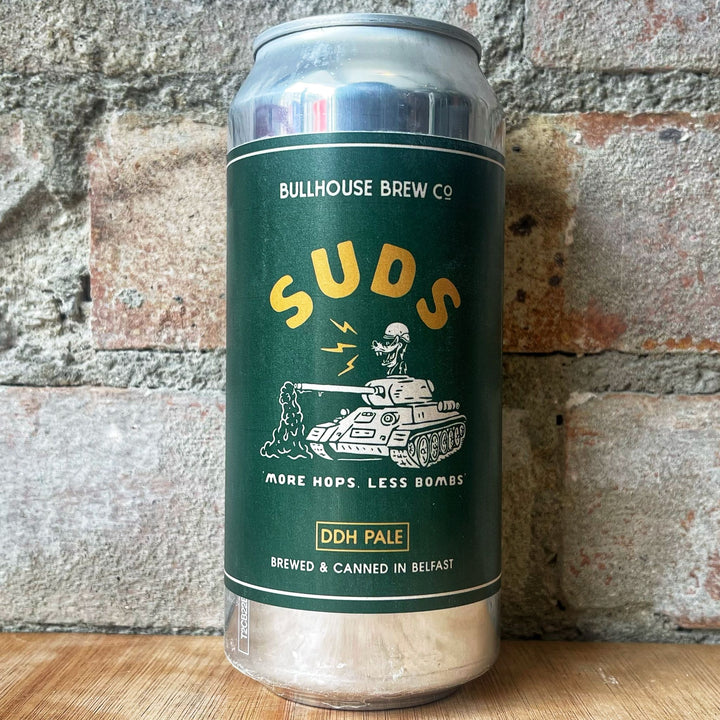 BULLHOUSE BREW Cº
SUDS
'MORE HOPS. LESS BOMBS'
DDH PALE
BREWED & CANNED IN BELFAST